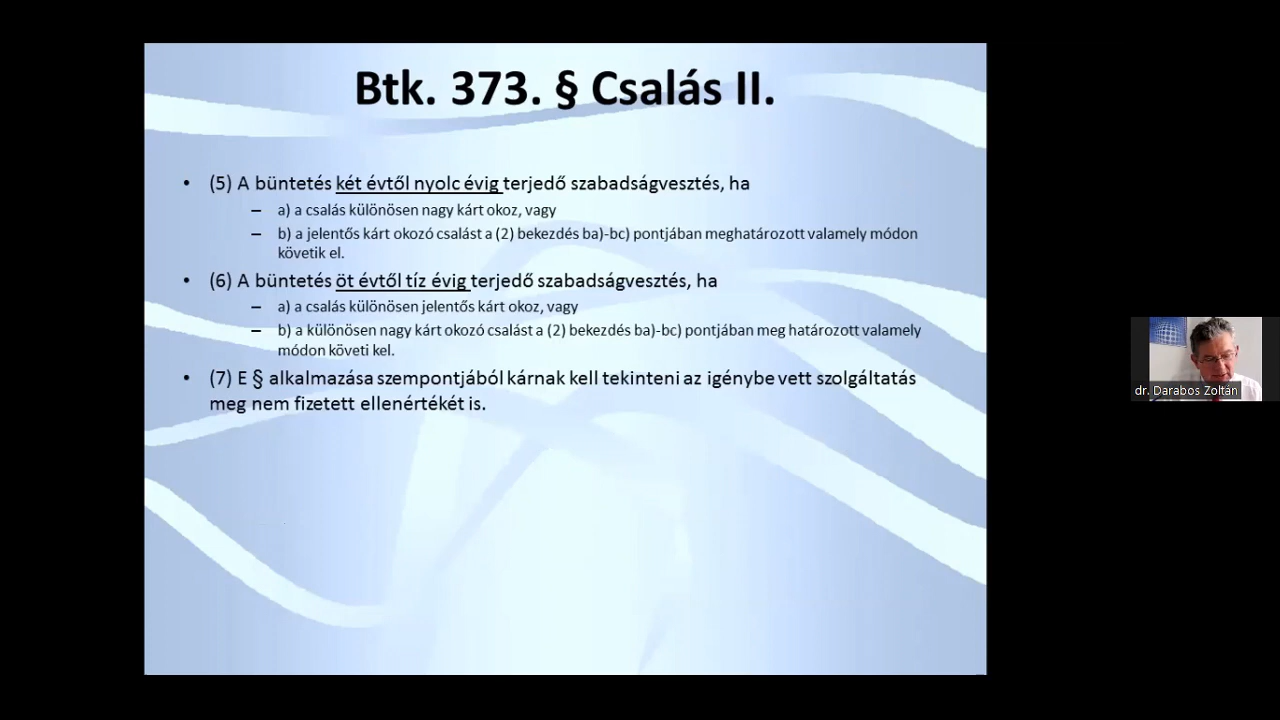 Btk. 373. § Csalás II.
• (5) A büntetés két évtől nyolc évig terjedő szabadságvesztés, ha
– a) a csalás különösen nagy kárt okoz, vagy
– b) a jelentős kárt okozó csalást a (2) bekezdés ba)-bc) pontjában meghatározott valamely módon
követik el.
• (6) A büntetés öt évtől tíz évig terjedő szabadságvesztés, ha
– a) a csalás különösen jelentős kárt okoz, vagy
– b) a különösen nagy kárt okozó csalást a (2) bekezdés ba)-bc) pontjában meg határozott valamely
módon követi kel.
• (7) E § alkalmazása szempontjából kárnak kell tekinteni az igénybe vett szolgáltatás
meg nem fizetett ellenértékét is.
dr. Darabos Zoltán